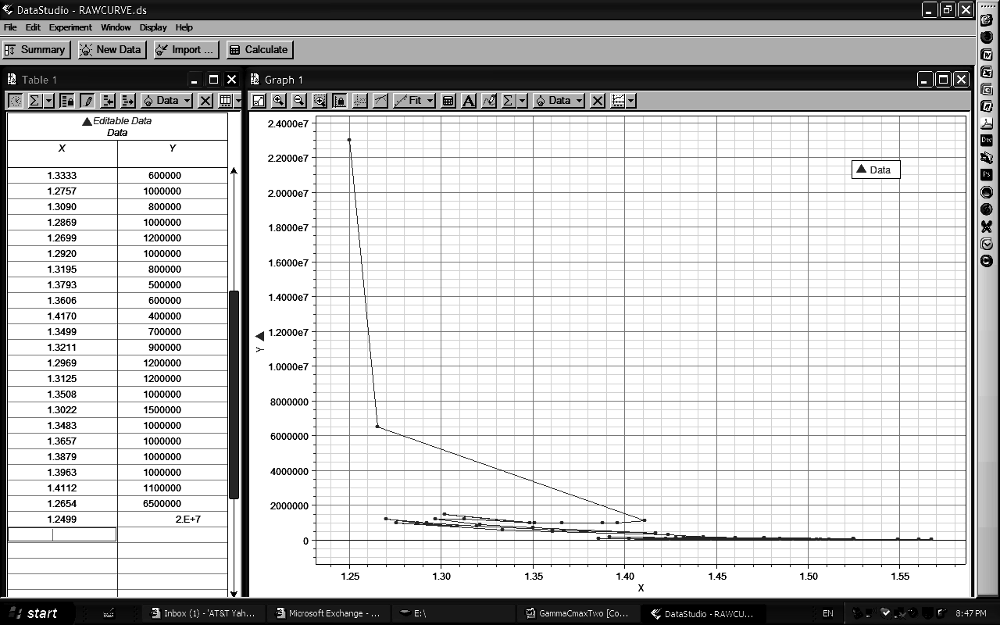 DataStudio - RAWCURVE.ds
File Edit Experiment Window Display Help
Summary New Data Import ... Calculate
Table 1
Σ Data
Editable Data
Data
X Y
1.3333 600000
1.2757 1000000
1.3090 800000
1.2869 1000000
1.2699 1200000
1.2920 1000000
1.3195 800000
1.3793 500000
1.3606 600000
1.4170 400000
1.3499 700000
1.3211 900000
1.2969 1200000
1.3125 1200000
1.3508 1000000
1.3022 1500000
1.3483 1000000
1.3657 1000000
1.3879 1000000
1.3963 1000000
1.4112 1100000
1.2654 6500000
1.2499 2.E+7
Graph 1
Fit A Σ Data
2.4000e7
2.2000e7
2.0000e7
1.8000e7
1.6000e7
1.4000e7
1.2000e7
1.0000e7
8000000
6000000
4000000
2000000
0
Y
Data
1.25 1.30 1.35 1.40 1.45 1.50 1.55
X
Dw
Ps
start
Inbox (1) - 'AT&T Yah...
Microsoft Exchange - ...
E:\
GammaCmaxTwo [Co...
DataStudio - RAWCU...
EN
8:47 PM